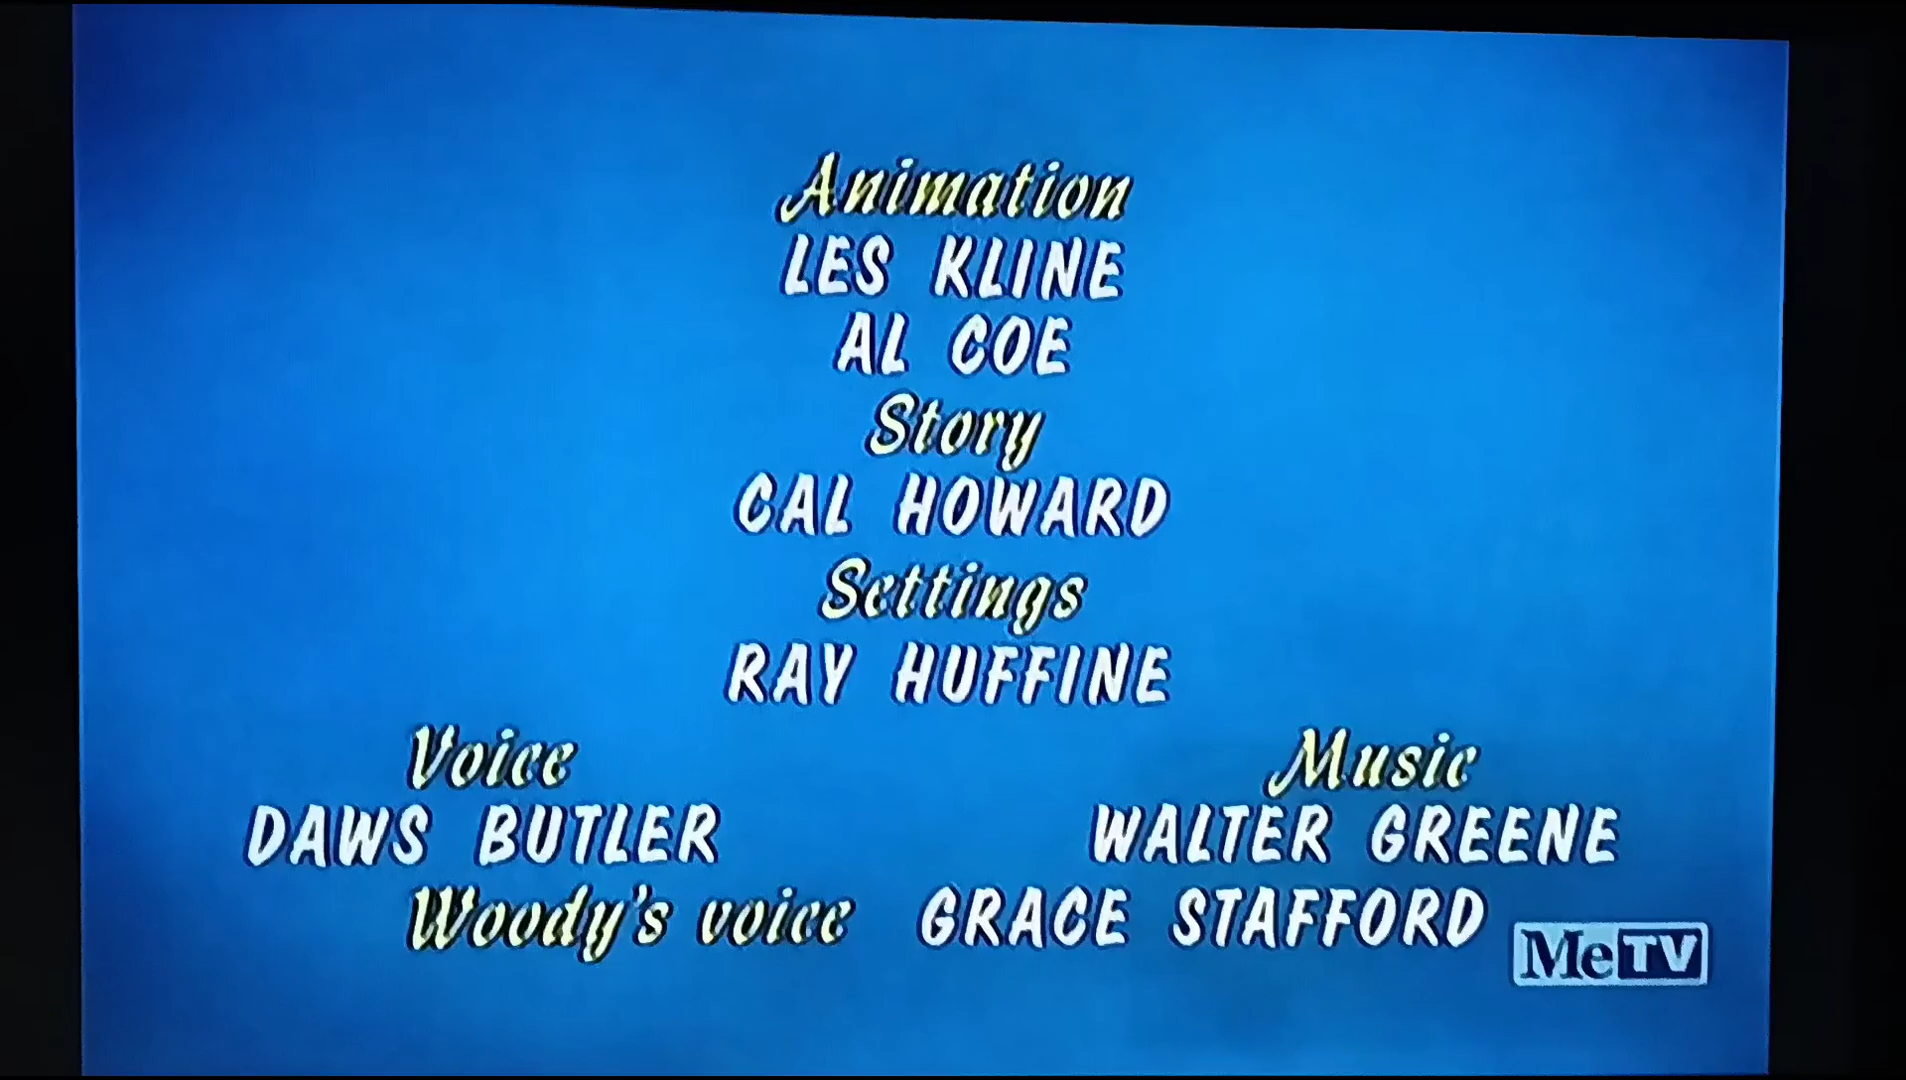 Animation
LES KLINE
AL COE
Story
CAL HOWARD
Settings
RAY HUFFINE
Voice
DAWS BUTLER
Music
WALTER GREENE
Woody's voice GRACE STAFFORD
MeTV